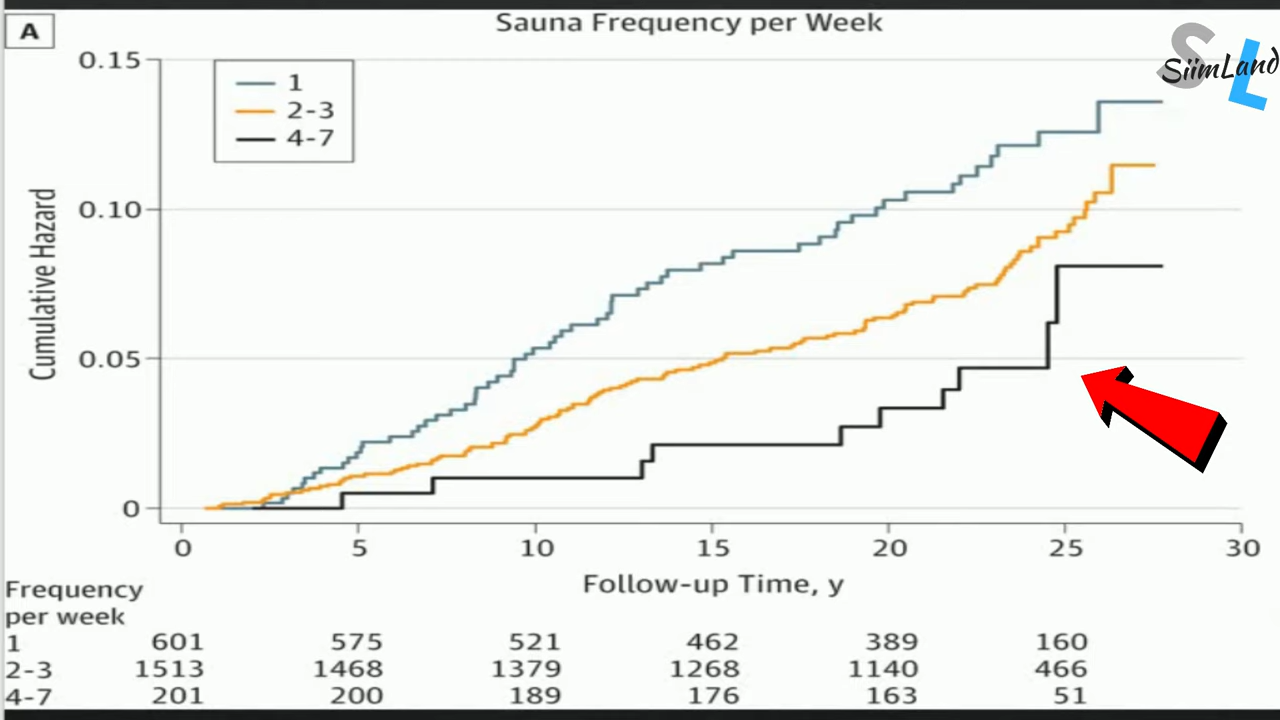 A
Sauna Frequency per Week
S L
SiimLand
0.15
0.10
0.05
0
Cumulative Hazard
1
2-3
4-7
0 5 10 15 20 25 30
Follow-up Time, y
Frequency
per week
1 601 575 521 462 389 160
2-3 1513 1468 1379 1268 1140 466
4-7 201 200 189 176 163 51